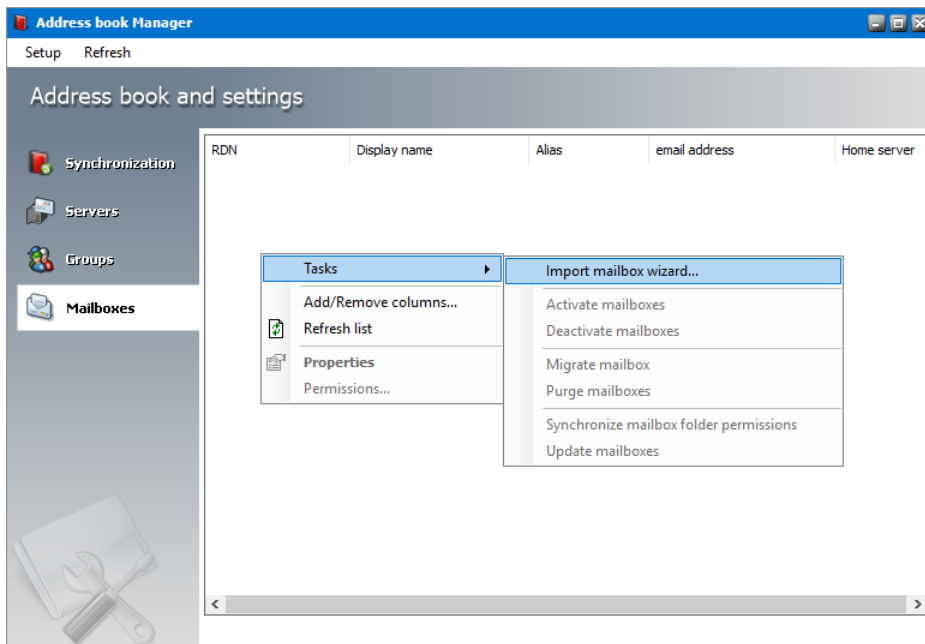 Address book Manager
Setup Refresh
Address book and settings
Synchronization
Servers
Groups
Mailboxes
RDN Display name Alias email address Home server
Tasks
Add/Remove columns...
Refresh list
Properties
Permissions...
Import mailbox wizard...
Activate mailboxes
Deactivate mailboxes
Migrate mailbox
Purge mailboxes
Synchronize mailbox folder permissions
Update mailboxes